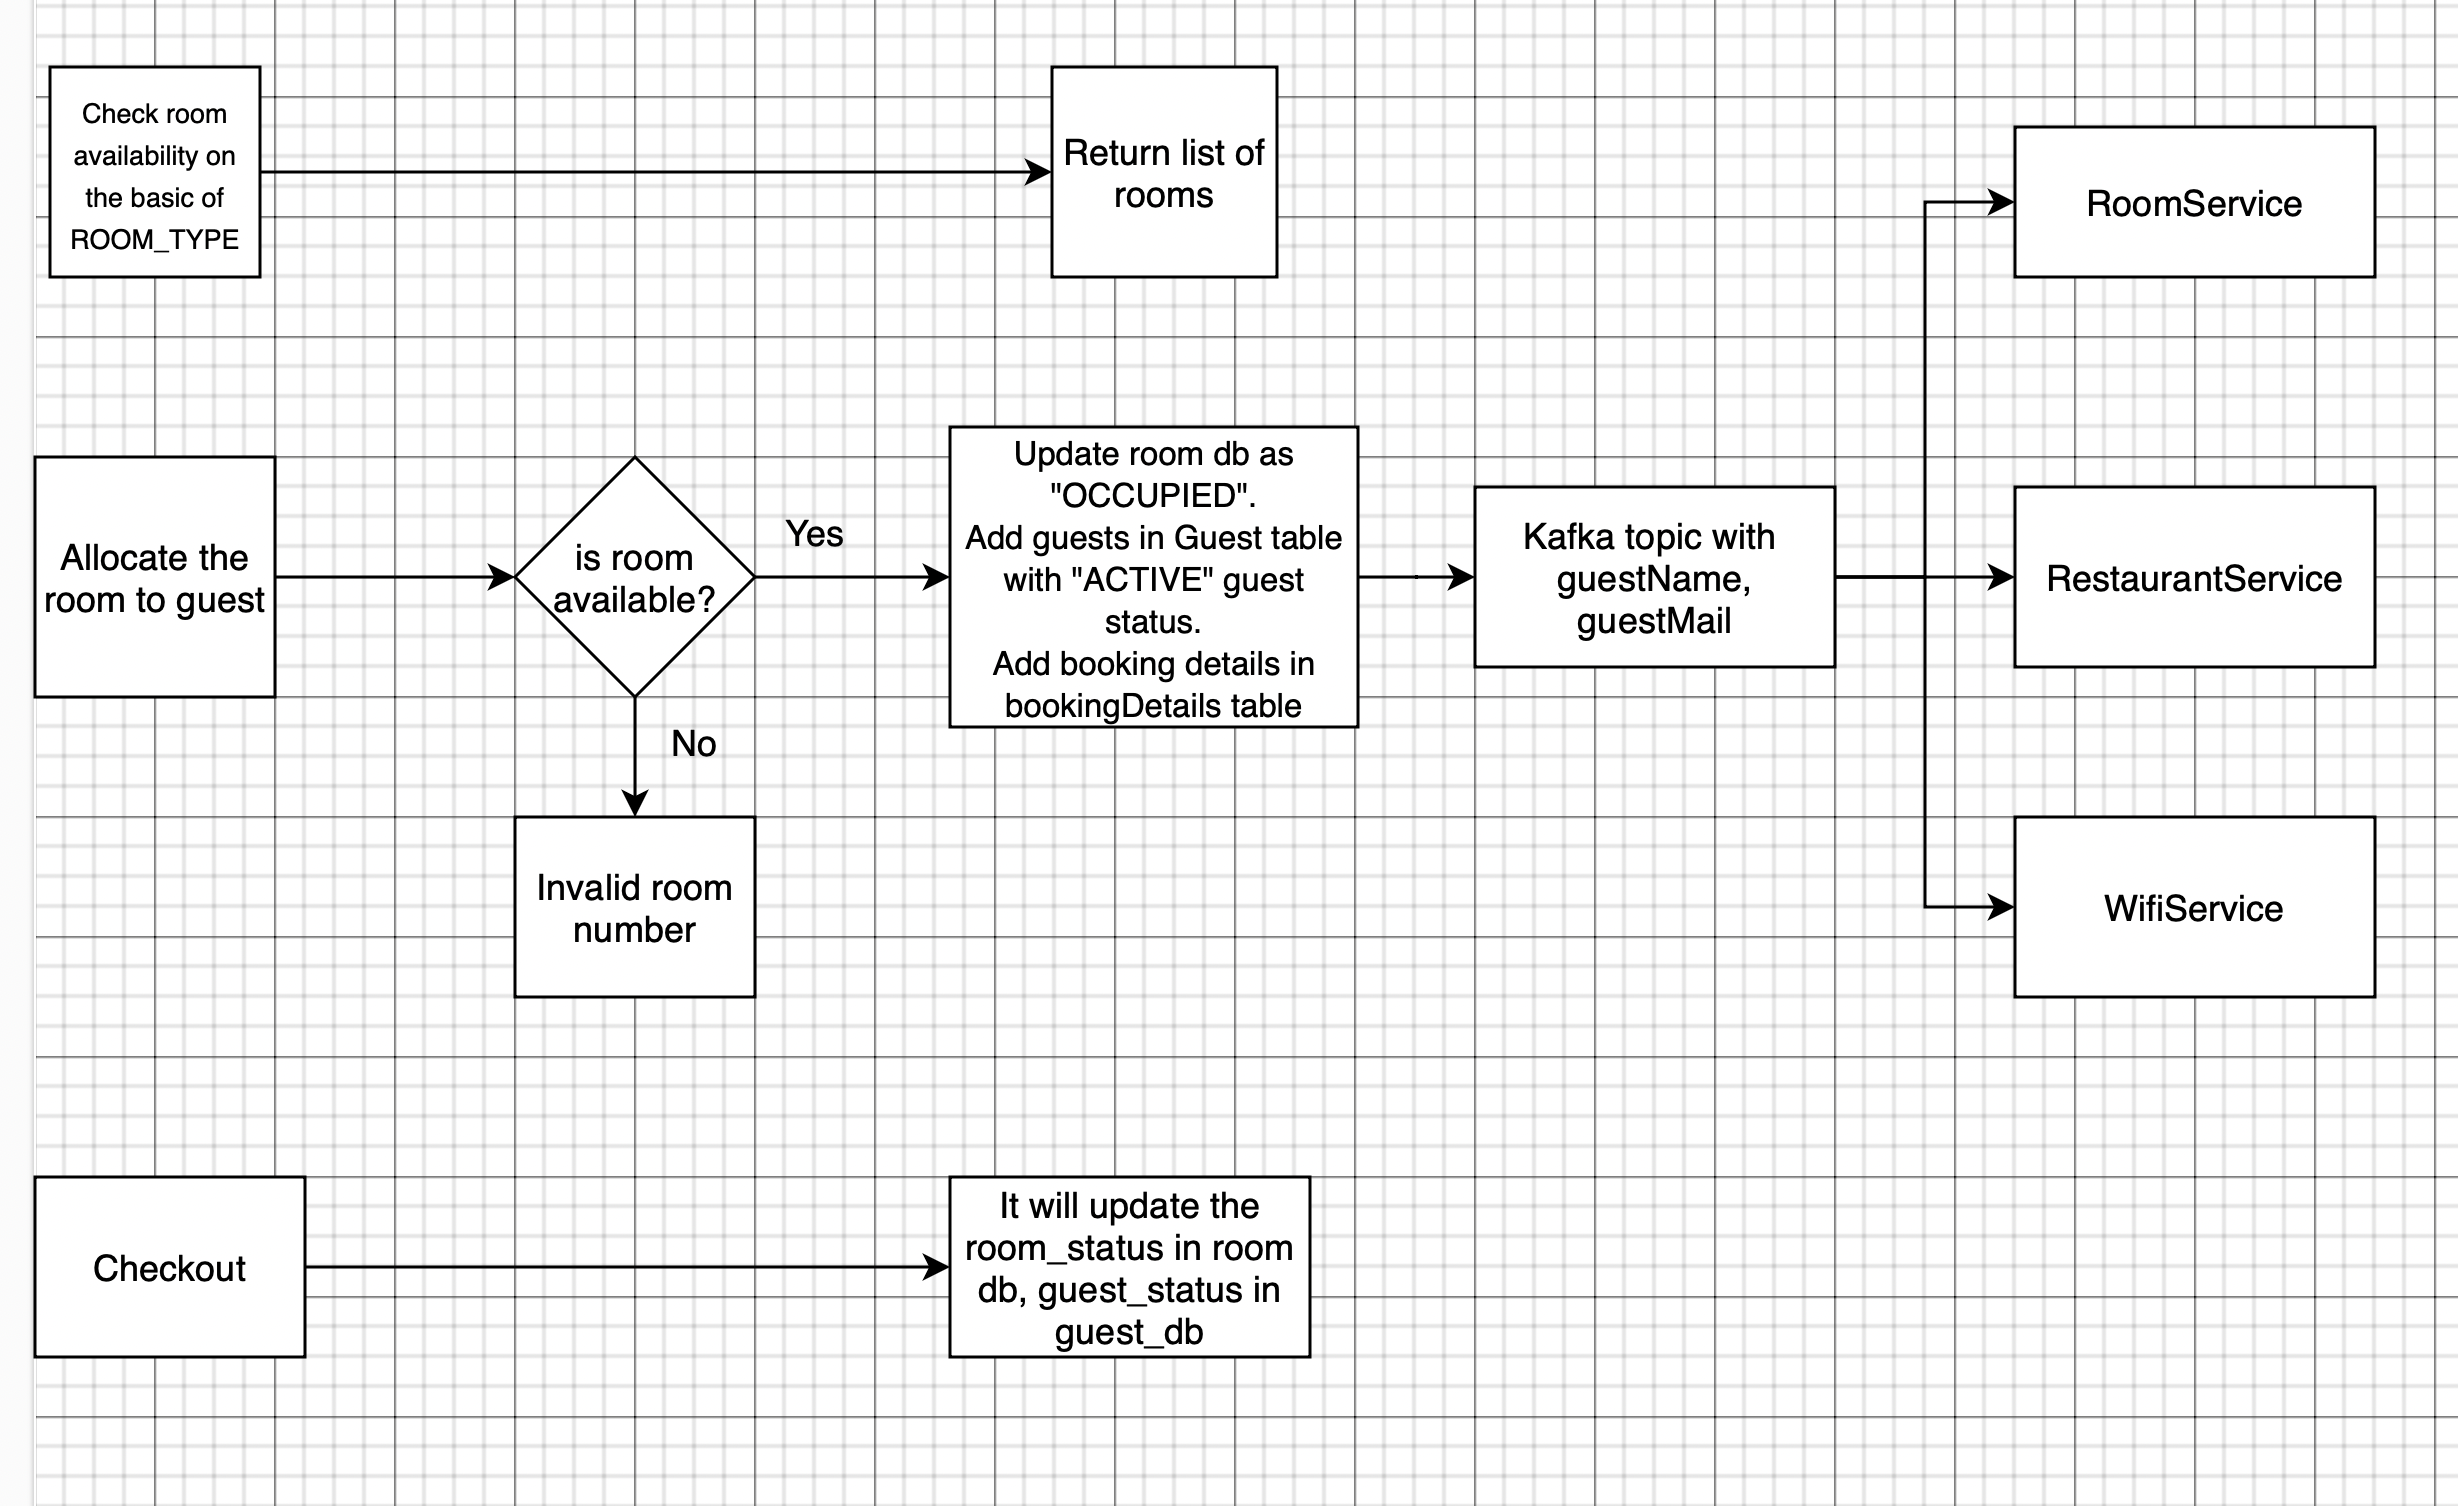 Check room
availability on
the basic of
ROOM_TYPE
Return list of
rooms
RoomService
Allocate the
room to guest
is room
available?
Yes
No
Invalid room
number
Update room db as
"OCCUPIED".
Add guests in Guest table
with "ACTIVE" guest
status.
Add booking details in
bookingDetails table
Kafka topic with
guestName,
guestMail
RestaurantService
WifiService
Checkout
It will update the
room_status in room
db, guest_status in
guest_db